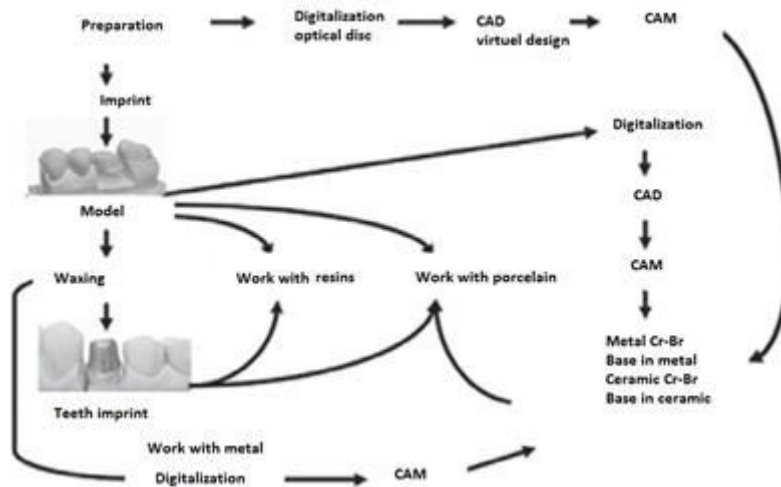 Preparation
Digitalization
optical disc
CAD
virtuel design
CAM
Imprint
Digitalization
Model
CAD
Waxing
Work with resins
Work with porcelain
CAM
Metal Cr-Br
Base in metal
Ceramic Cr-Br
Base in ceramic
Teeth imprint
Work with metal
Digitalization
CAM